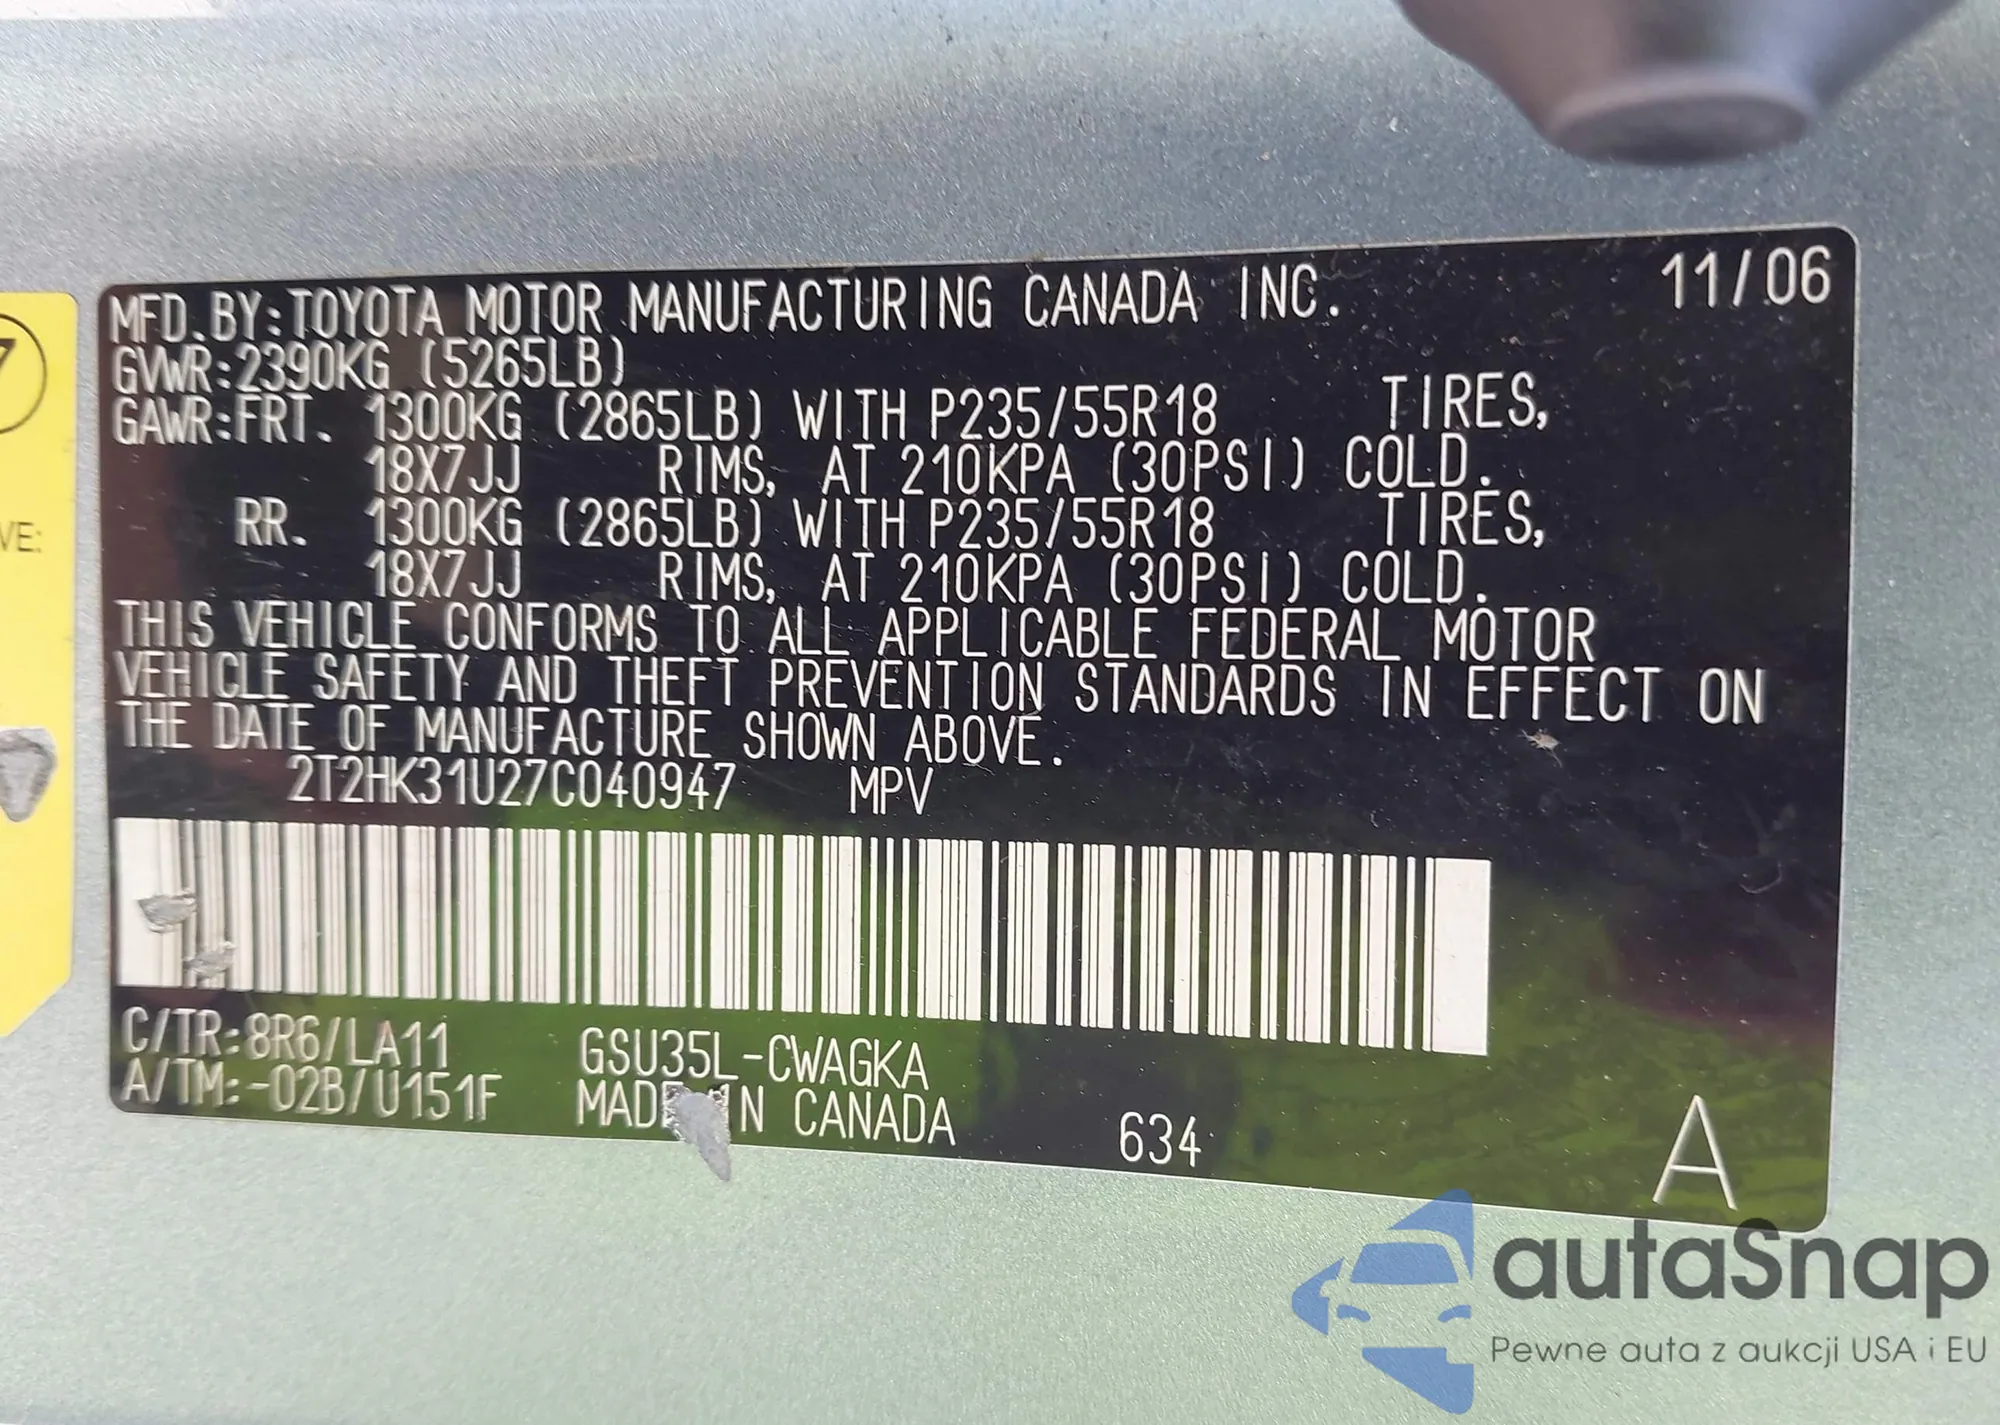 MFD.BY:TOYOTA MOTOR MANUFACTURING CANADA INC. 11/06
GVWR:2390KG (5265LB)
GAWR:FRT. 1300KG (2865LB) WITH P235/55R18 TIRES,
18X7JJ RIMS, AT 210KPA (30PSI) COLD.
RR. 1300KG (2865LB) WITH P235/55R18 TIRES,
18X7JJ RIMS, AT 210KPA (30PSI) COLD.
THIS VEHICLE CONFORMS TO ALL APPLICABLE FEDERAL MOTOR
VEHICLE SAFETY AND THEFT PREVENTION STANDARDS IN EFFECT ON
THE DATE OF MANUFACTURE SHOWN ABOVE.
2T2HK31U27C040947 MPV
C/TR:8R6/LA11 GSU35L-CWAGKA
A/TM:-02B/U151F MADE IN CANADA 634 A
7
VE:
autaSnap
Pewne auta z aukcji USA i EU